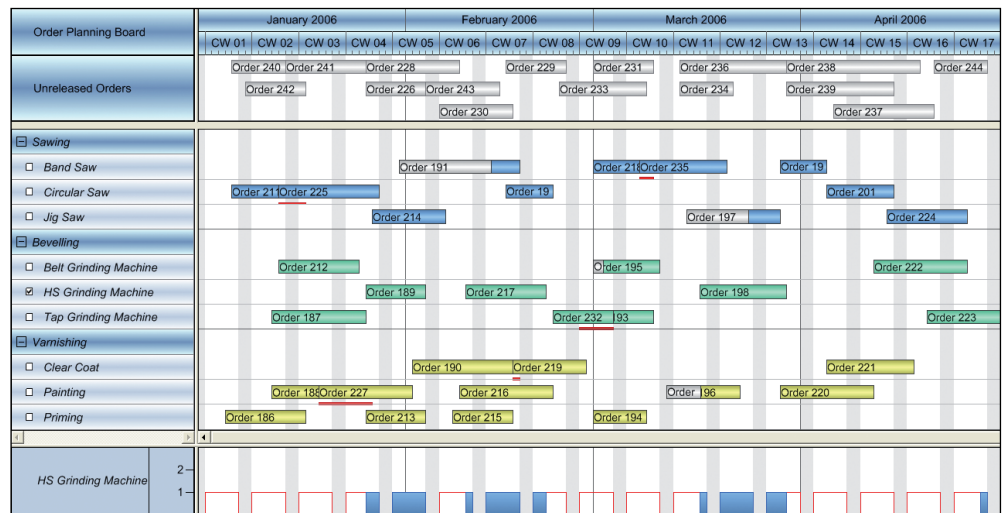 Order Planning Board
January 2006 February 2006 March 2006 April 2006
CW 01 CW 02 CW 03 CW 04 CW 05 CW 06 CW 07 CW 08 CW 09 CW 10 CW 11 CW 12 CW 13 CW 14 CW 15 CW 16 CW 17
Unreleased Orders
Order 240 Order 241 Order 228 Order 229 Order 231 Order 236 Order 238 Order 244
Order 242 Order 226 Order 243 Order 233 Order 234 Order 239
Order 230 Order 237
Sawing
Band Saw Order 191 Order 218 Order 235 Order 19
Circular Saw Order 211 Order 225 Order 19 Order 201
Jig Saw Order 214 Order 197 Order 224
Bevelling
Belt Grinding Machine Order 212 Order 195 Order 222
HS Grinding Machine Order 189 Order 217 Order 198
Tap Grinding Machine Order 187 Order 232 193 Order 223
Varnishing
Clear Coat Order 190 Order 219 Order 221
Painting Order 188 Order 227 Order 216 Order 196 Order 220
Priming Order 186 Order 213 Order 215 Order 194
HS Grinding Machine
2
1